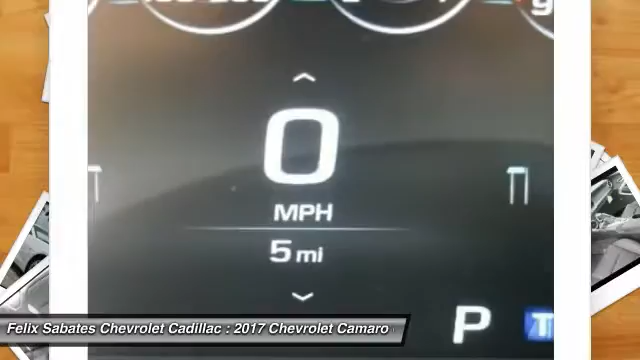 0
MPH
5 mi
P T
Felix Sabates Chevrolet Cadillac : 2017 Chevrolet Camaro